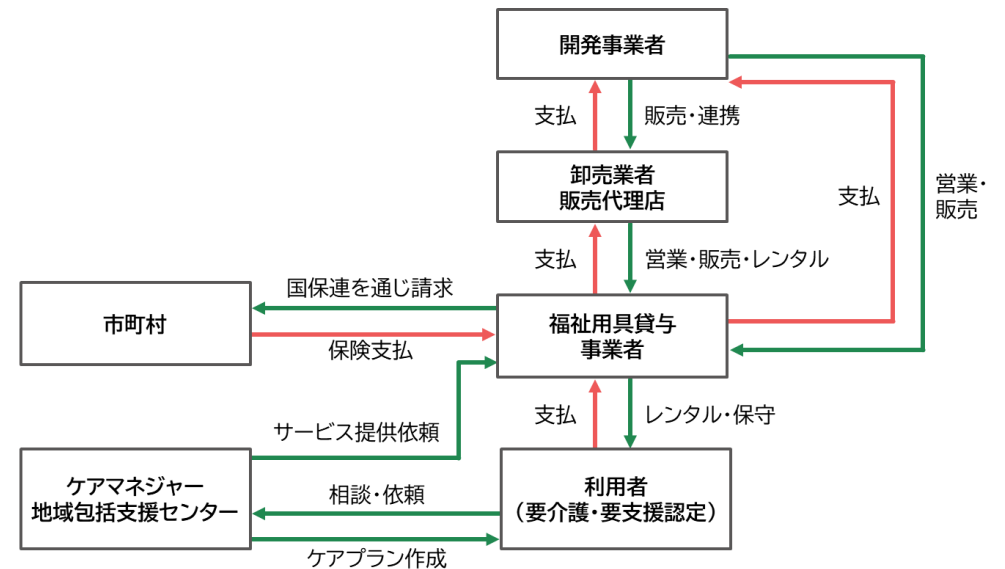 開発事業者
支払
販売・連携
卸売業者
販売代理店
支払
営業・
販売
支払
営業・販売・レンタル
国保連を通じ請求
市町村
福祉用具貸与
事業者
保険支払
支払
レンタル・保守
サービス提供依頼
ケアマネジャー
地域包括支援センター
相談・依頼
利用者
（要介護・要支援認定）
ケアプラン作成